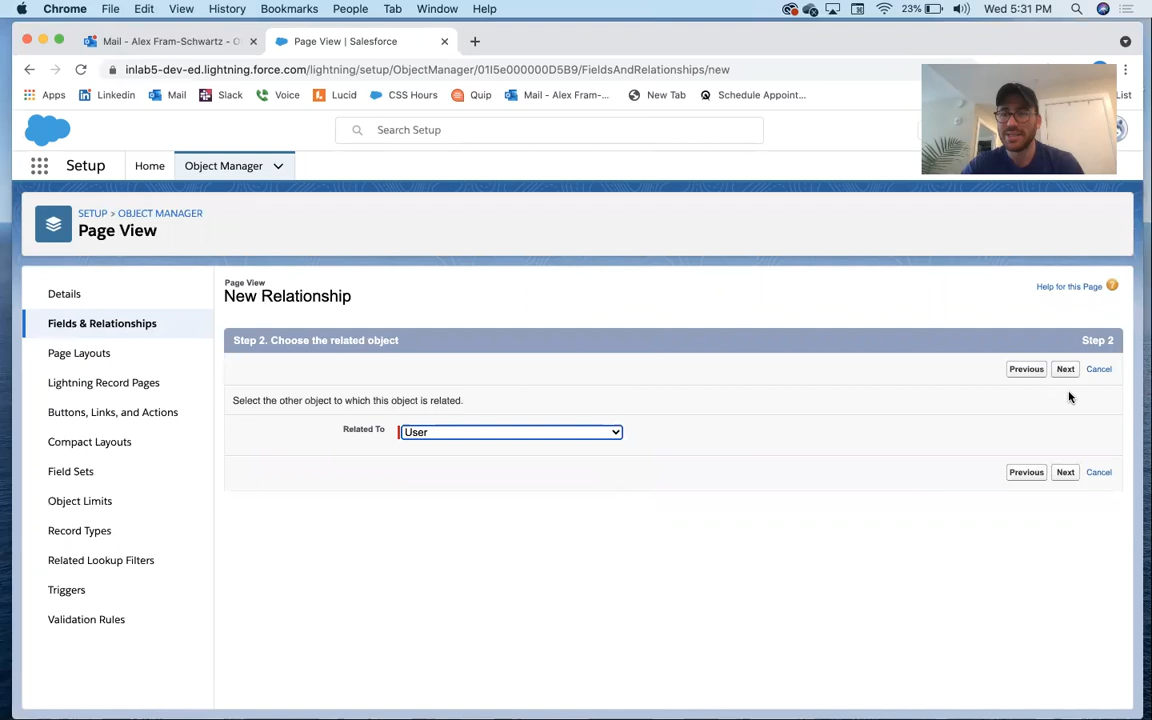 Chrome File Edit View History Bookmarks People Tab Window Help 23% Wed 5:31 PM
Mail - Alex Fram-Schwartz - O
Page View | Salesforce
inlab5-dev-ed.lightning.force.com/lightning/setup/ObjectManager/01I5e000000D5B9/FieldsAndRelationships/new
Apps Linkedin Mail Slack Voice Lucid CSS Hours Quip Mail - Alex Fram-... New Tab Schedule Appoint... List
Search Setup
Setup Home Object Manager
SETUP > OBJECT MANAGER
Page View
Details
Fields & Relationships
Page Layouts
Lightning Record Pages
Buttons, Links, and Actions
Compact Layouts
Field Sets
Object Limits
Record Types
Related Lookup Filters
Triggers
Validation Rules
Page View
New Relationship
Help for this Page ?
Step 2. Choose the related object Step 2
Previous Next Cancel
Select the other object to which this object is related.
Related To User
Previous Next Cancel